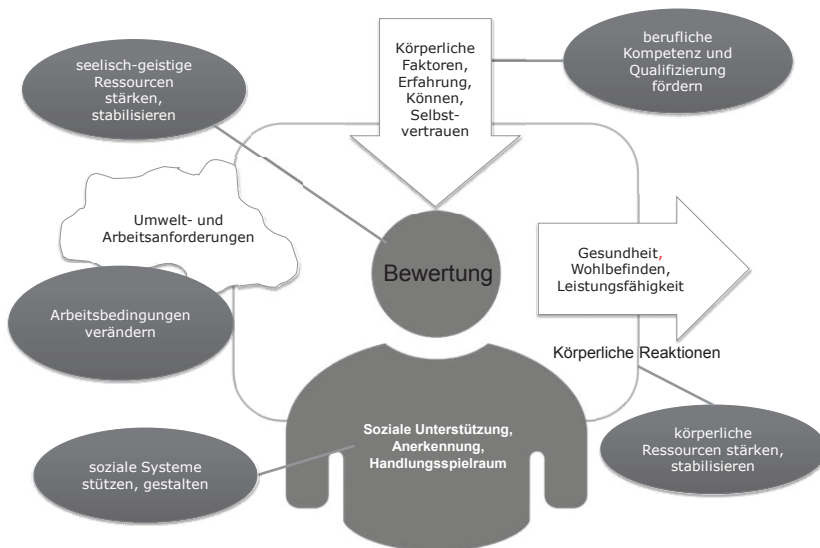 seelisch-geistige
Ressourcen
stärken,
stabilisieren
Körperliche
Faktoren,
Erfahrung,
Können,
Selbst-
vertrauen
berufliche
Kompetenz und
Qualifizierung
fördern
Umwelt- und
Arbeitsanforderungen
Bewertung
Gesundheit,
Wohlbefinden,
Leistungsfähigkeit
Arbeitsbedingungen
verändern
Körperliche Reaktionen
Soziale Unterstützung,
Anerkennung,
Handlungsspielraum
soziale Systeme
stützen, gestalten
körperliche
Ressourcen stärken,
stabilisieren